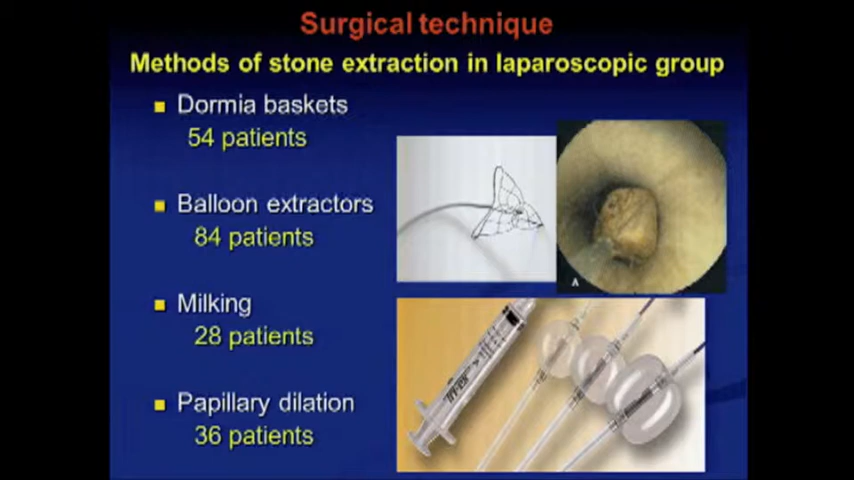 Surgical technique
Methods of stone extraction in laparoscopic group
Dormia baskets
54 patients
Balloon extractors
84 patients
Milking
28 patients
Papillary dilation
36 patients
A